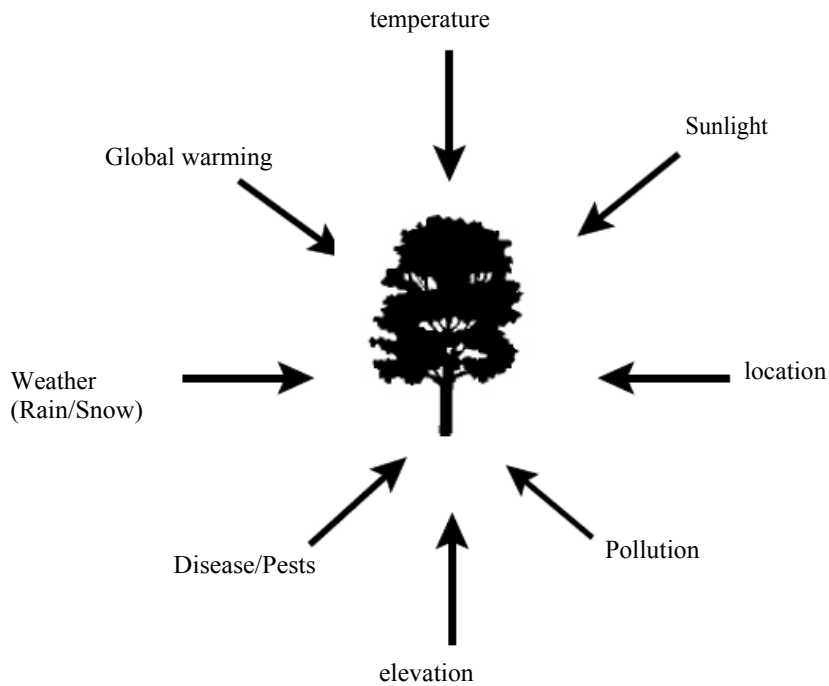 temperature
Sunlight
Global warming
Weather
(Rain/Snow)
location
Disease/Pests
Pollution
elevation